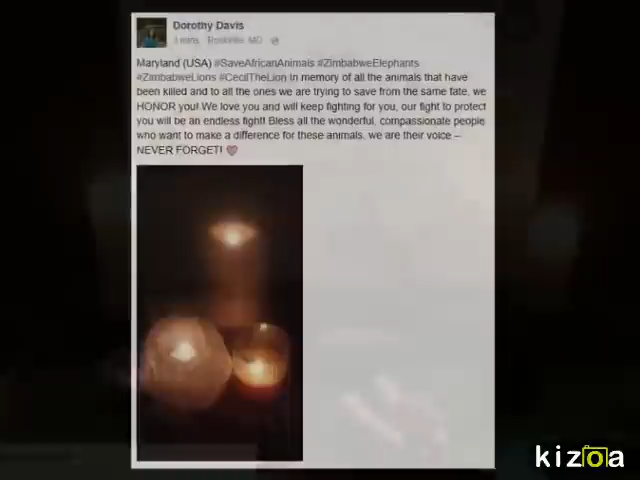 Dorothy Davis
Rockville, MD
Maryland (USA) #SaveAfricanAnimals #ZimbabweElephants
#ZimbabweLions #CecilTheLion In memory of all the animals that have
been killed and to all the ones we are trying to save from the same fate, we
HONOR you! We love you and will keep fighting for you, our fight to protect
you will be an endless fight! Bless all the wonderful, compassionate people
who want to make a difference for these animals, we are their voice –
NEVER FORGET!
kizoa